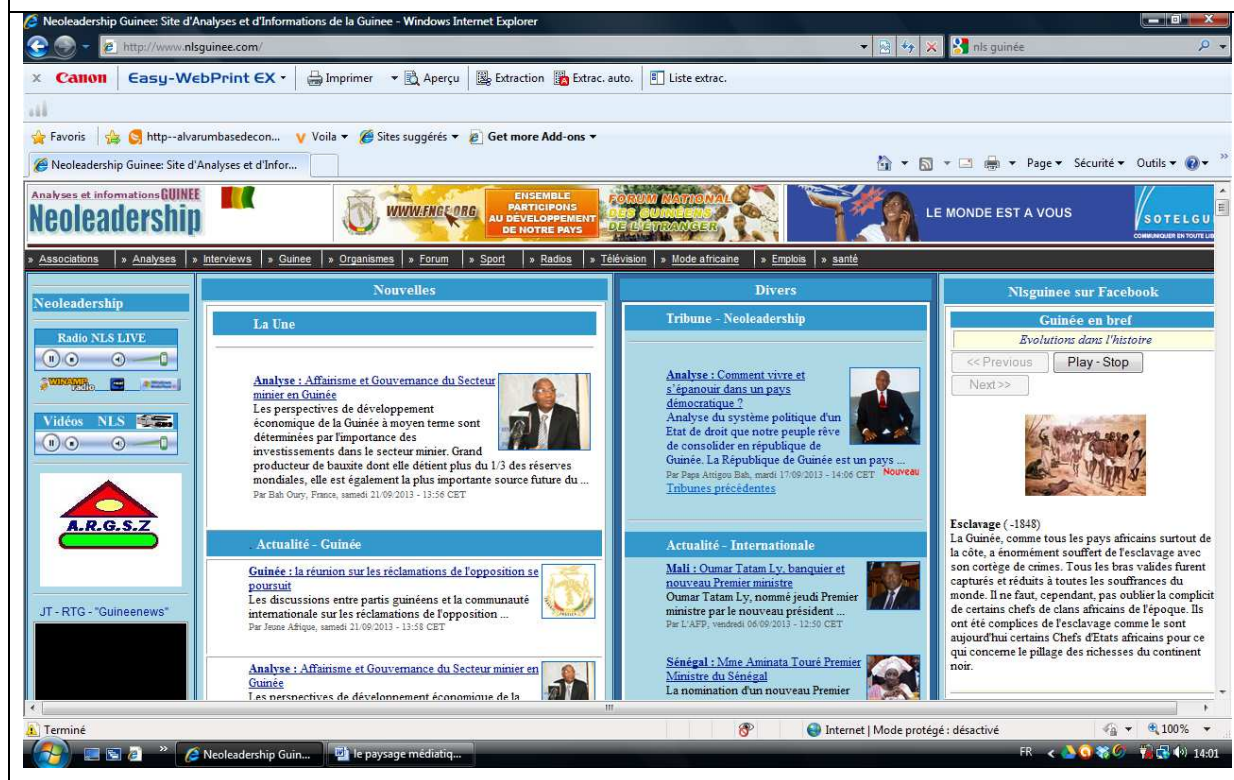 Neoleadership Guinee: Site d'Analyses et d'Informations de la Guinee - Windows Internet Explorer
http://www.nlsguinee.com/
nls guinée
x Canon Easy-WebPrint EX Imprimer Aperçu Extraction Extrac. auto. Liste extrac.
Favoris http--alvarumbasedecon... Voila Sites suggérés Get more Add-ons
Neoleadership Guinee: Site d'Analyses et d'Infor...
Page Sécurité Outils
Analyses et informations GUINEE
Neoleadership
WWW.FNGE.ORG
ENSEMBLE
PARTICIPONS
AU DÉVELOPPEMENT
DE NOTRE PAYS
FORUM NATIONAL
DES GUINÉENS
DE L'ETRANGER
LE MONDE EST A VOUS
SOTELGU
COMMUNIQUER EN TOUTE LIB
» Associations » Analyses » Interviews » Guinee » Organismes » Forum » Sport » Radios » Télévision » Mode africaine » Emplois » santé
Neoleadership
Radio NLS LIVE
WINAMP
radio
Vidéos NLS
A.R.G.S.Z
JT - RTG - "Guineenews"
Nouvelles
La Une
Analyse : Affairisme et Gouvernance du Secteur
minier en Guinée
Les perspectives de développement
économique de la Guinée à moyen terme sont
déterminées par l'importance des
investissements dans le secteur minier. Grand
producteur de bauxite dont elle détient plus du 1/3 des réserves
mondiales, elle est également la plus importante source future du ...
Par Bah Oury, France, samedi 21/09/2013 - 13:56 CET
. Actualité - Guinée
Guinée : la réunion sur les réclamations de l'opposition se
poursuit
Les discussions entre partis guinéens et la communauté
internationale sur les réclamations de l'opposition ...
Par Jeune Afrique, samedi 21/09/2013 - 13:58 CET
Analyse : Affairisme et Gouvernance du Secteur minier en
Guinée
Les perspectives de développement économique de la
Divers
Tribune - Neoleadership
Analyse : Comment vivre et
s'épanouir dans un pays
démocratique ?
Analyse du système politique d'un
Etat de droit que notre peuple rêve
de consolider en république de
Guinée. La République de Guinée est un pays ...
Par Pape Attigou Bah, mardi 17/09/2013 - 14:06 CET Nouveau
Tribunes précédentes
Actualité - Internationale
Mali : Oumar Tatam Ly, banquier et
nouveau Premier ministre
Oumar Tatam Ly, nommé jeudi Premier
ministre par le nouveau président ...
Par L'AFP, vendredi 06/09/2013 - 12:50 CET
Sénégal : Mme Aminata Touré Premier
Ministre du Sénégal
La nomination d'un nouveau Premier
Nlsguinee sur Facebook
Guinée en bref
Evolutions dans l'histoire
<< Previous Play - Stop
Next >>
Esclavage ( -1848)
La Guinée, comme tous les pays africains surtout de
la côte, a énormément souffert de l'esclavage avec
son cortège de crimes. Tous les bras valides furent
capturés et réduits à toutes les souffrances du
monde. Il ne faut, cependant, pas oublier la complicit
de certains chefs de clans africains de l'époque. Ils
ont été complices de l'esclavage comme le sont
aujourd'hui certains Chefs d'Etats africains pour ce
qui concerne le pillage des richesses du continent
noir.
Terminé
Internet | Mode protégé : désactivé
100%
Neoleadership Guin...
le paysage médiatiq...
FR
14:01